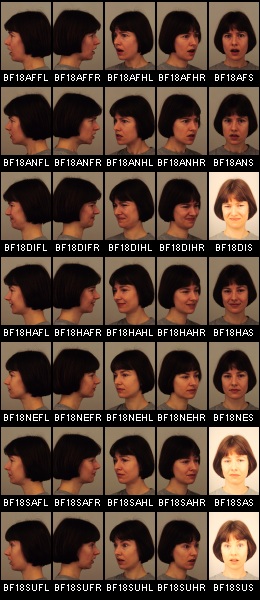 BF18AFFL BF18AFFR BF18AFHL BF18AFHR BF18AFS
BF18ANFL BF18ANFR BF18ANHL BF18ANHR BF18ANS
BF18DIFL BF18DIFR BF18DIHL BF18DIHR BF18DIS
BF18HAFL BF18HAFR BF18HAHL BF18HAHR BF18HAS
BF18NEFL BF18NEFR BF18NEHL BF18NEHR BF18NES
BF18SAFL BF18SAFR BF18SAHL BF18SAHR BF18SAS
BF18SUFL BF18SUFR BF18SUHL BF18SUHR BF18SUS